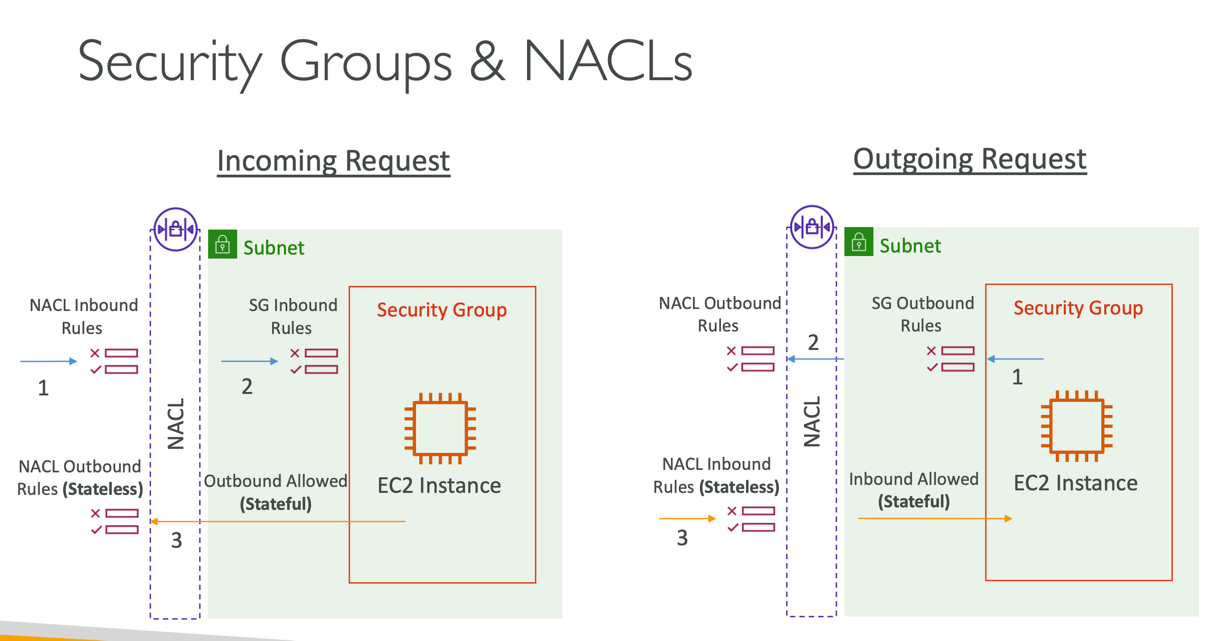 Security Groups & NACLs
Incoming Request
Subnet
NACL Inbound
Rules
SG Inbound
Rules
Security Group
1
2
NACL
NACL Outbound
Rules (Stateless)
Outbound Allowed
(Stateful)
EC2 Instance
3
Outgoing Request
Subnet
NACL Outbound
Rules
SG Outbound
Rules
Security Group
2
1
NACL
NACL Inbound
Rules (Stateless)
Inbound Allowed
(Stateful)
EC2 Instance
3